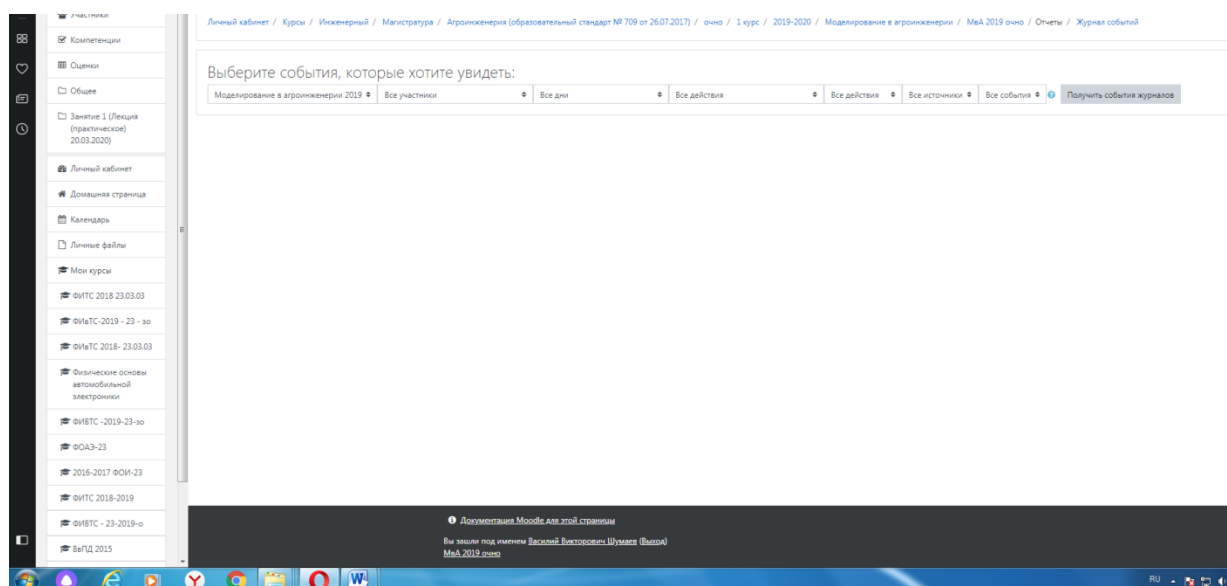 Участники
Компетенции
Оценки
Общее
Занятие 1 (Лекция
(практическое)
20.03.2020)
Личный кабинет
Домашняя страница
Календарь
Личные файлы
Мои курсы
ФИТС 2018 23.03.03
ФИвТС-2019 - 23 - зо
ФИвТС 2018- 23.03.03
Физические основы
автомобильной
электроники
ФИВТС -2019-23-зо
ФОАЭ-23
2016-2017 ФОИ-23
ФИТС 2018-2019
ФИВТС - 23-2019-о
ВвПД 2015
Личный кабинет / Курсы / Инженерный / Магистратура / Агроинженерия (образовательный стандарт № 709 от 26.07.2017) / очно / 1 курс / 2019-2020 / Моделирование в агроинженерии / МвА 2019 очно / Отчеты / Журнал событий
Выберите события, которые хотите увидеть:
Моделирование в агроинженерии 2019 Все участники Все дни Все действия Все действия Все источники Все события Получить события журналов
Документация Moodle для этой страницы
Вы зашли под именем Василий Викторович Шумаев (Выход)
МвА 2019 очно
RU